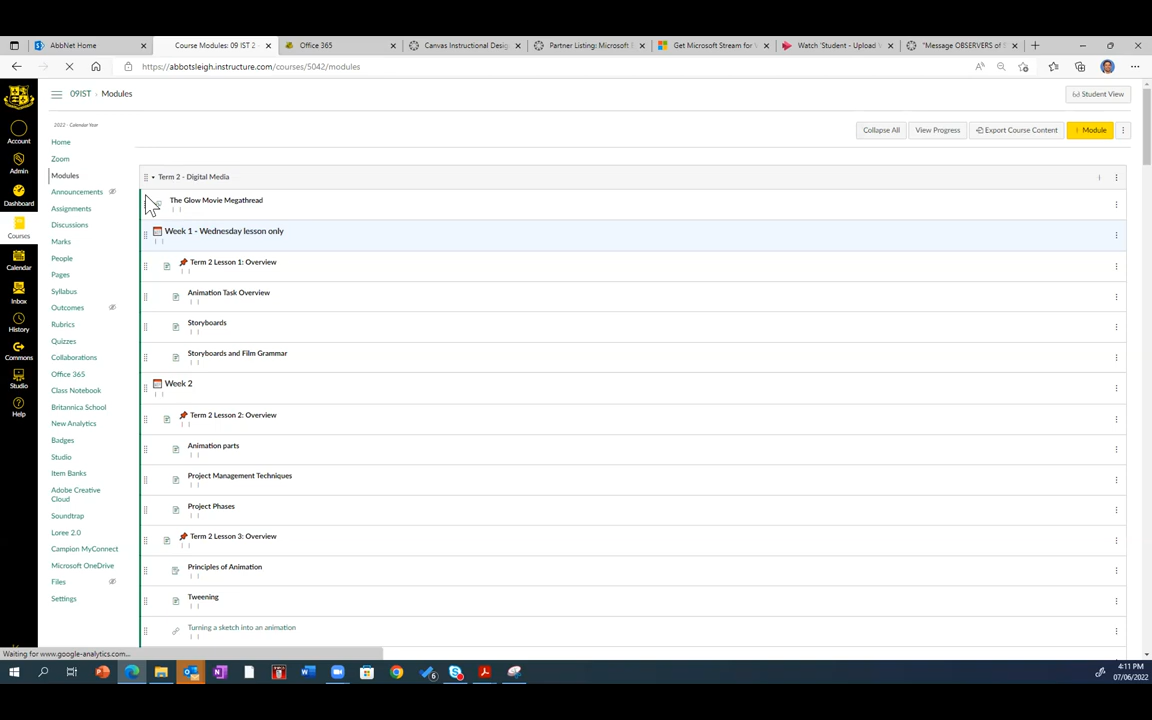 AbbNet Home
Course Modules: 09 IST 2 -
Office 365
Canvas Instructional Desig
Partner Listing: Microsoft S
Get Microsoft Stream for V
Watch 'Student - Upload V
"Message OBSERVERS of S
https://abbotsleigh.instructure.com/courses/5042/modules
09IST › Modules
Student View
2022 - Calendar Year
Collapse All
View Progress
Export Course Content
Module
Account
Admin
Dashboard
Courses
Calendar
Inbox
History
Commons
Studio
Help
Home
Zoom
Modules
Announcements
Assignments
Discussions
Marks
People
Pages
Syllabus
Outcomes
Rubrics
Quizzes
Collaborations
Office 365
Class Notebook
Britannica School
New Analytics
Badges
Studio
Item Banks
Adobe Creative
Cloud
Soundtrap
Loree 2.0
Campion MyConnect
Microsoft OneDrive
Files
Settings
Term 2 - Digital Media
The Glow Movie Megathread
Week 1 - Wednesday lesson only
Term 2 Lesson 1: Overview
Animation Task Overview
Storyboards
Storyboards and Film Grammar
Week 2
Term 2 Lesson 2: Overview
Animation parts
Project Management Techniques
Project Phases
Term 2 Lesson 3: Overview
Principles of Animation
Tweening
Turning a sketch into an animation
Waiting for www.google-analytics.com...
6
4:11 PM
07/06/2022